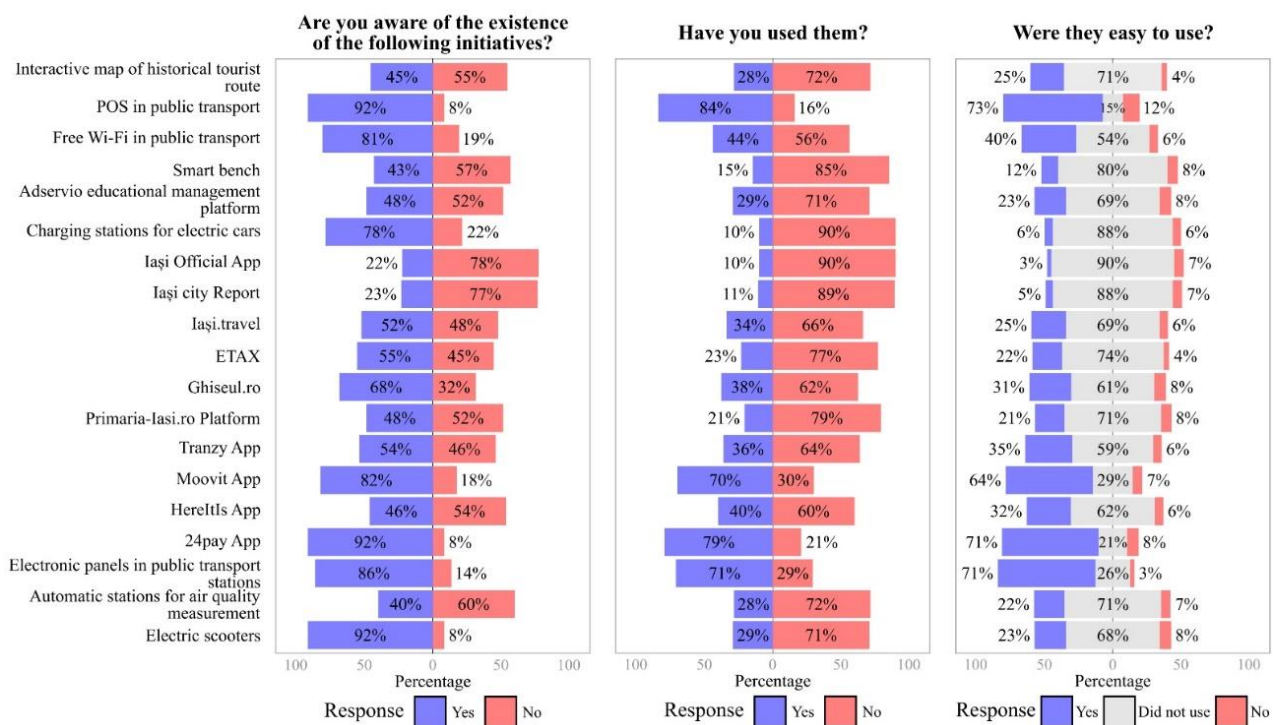 Are you aware of the existence
of the following initiatives?
Have you used them?
Were they easy to use?
Interactive map of historical tourist
route
45% 55% 28% 72% 25% 71% 4%
POS in public transport 92% 8% 84% 16% 73% 15% 12%
Free Wi-Fi in public transport 81% 19% 44% 56% 40% 54% 6%
Smart bench 43% 57% 15% 85% 12% 80% 8%
Adservio educational management
platform
48% 52% 29% 71% 23% 69% 8%
Charging stations for electric cars 78% 22% 10% 90% 6% 88% 6%
Iași Official App 22% 78% 10% 90% 3% 90% 7%
Iași city Report 23% 77% 11% 89% 5% 88% 7%
Iași.travel 52% 48% 34% 66% 25% 69% 6%
ETAX 55% 45% 23% 77% 22% 74% 4%
Ghiseul.ro 68% 32% 38% 62% 31% 61% 8%
Primaria-Iasi.ro Platform 48% 52% 21% 79% 21% 71% 8%
Tranzy App 54% 46% 36% 64% 35% 59% 6%
Moovit App 82% 18% 70% 30% 64% 29% 7%
HereItIs App 46% 54% 40% 60% 32% 62% 6%
24pay App 92% 8% 79% 21% 71% 21% 8%
Electronic panels in public transport
stations
86% 14% 71% 29% 71% 26% 3%
Automatic stations for air quality
measurement
40% 60% 28% 72% 22% 71% 7%
Electric scooters 92% 8% 29% 71% 23% 68% 8%
100 50 0 50 100 100 50 0 50 100 100 50 0 50 100
Percentage Percentage Percentage
Response Yes No Response Yes No Response Yes Did not use No